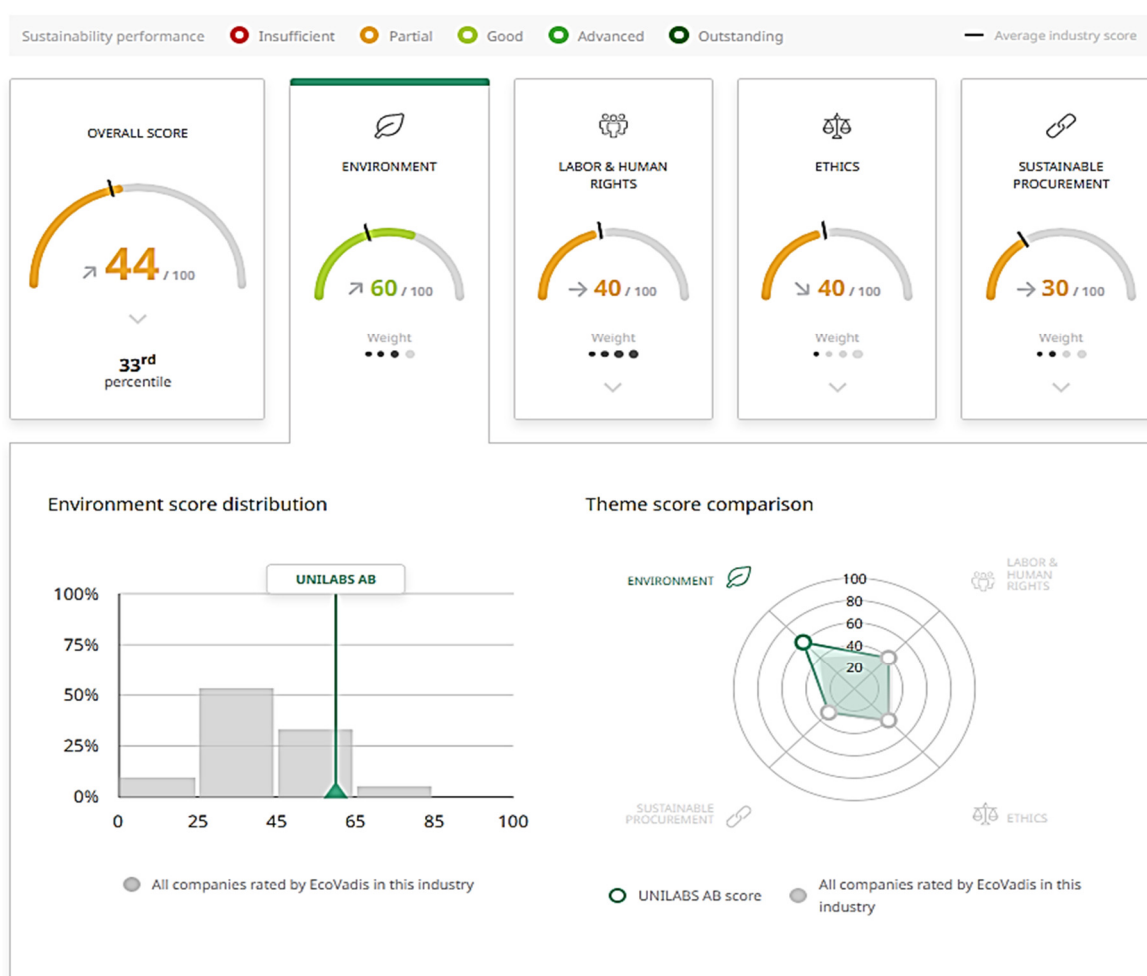 Sustainability performance Insufficient Partial Good Advanced Outstanding Average industry score
OVERALL SCORE
44 / 100
33rd
percentile
ENVIRONMENT
60 / 100
Weight
LABOR & HUMAN
RIGHTS
40 / 100
Weight
ETHICS
40 / 100
Weight
SUSTAINABLE
PROCUREMENT
30 / 100
Weight
Environment score distribution
UNILABS AB
100%
75%
50%
25%
0%
0 25 45 65 85 100
All companies rated by EcoVadis in this industry
Theme score comparison
ENVIRONMENT
LABOR &
HUMAN
RIGHTS
100
80
60
40
20
SUSTAINABLE
PROCUREMENT
ETHICS
UNILABS AB score
All companies rated by EcoVadis in this
industry